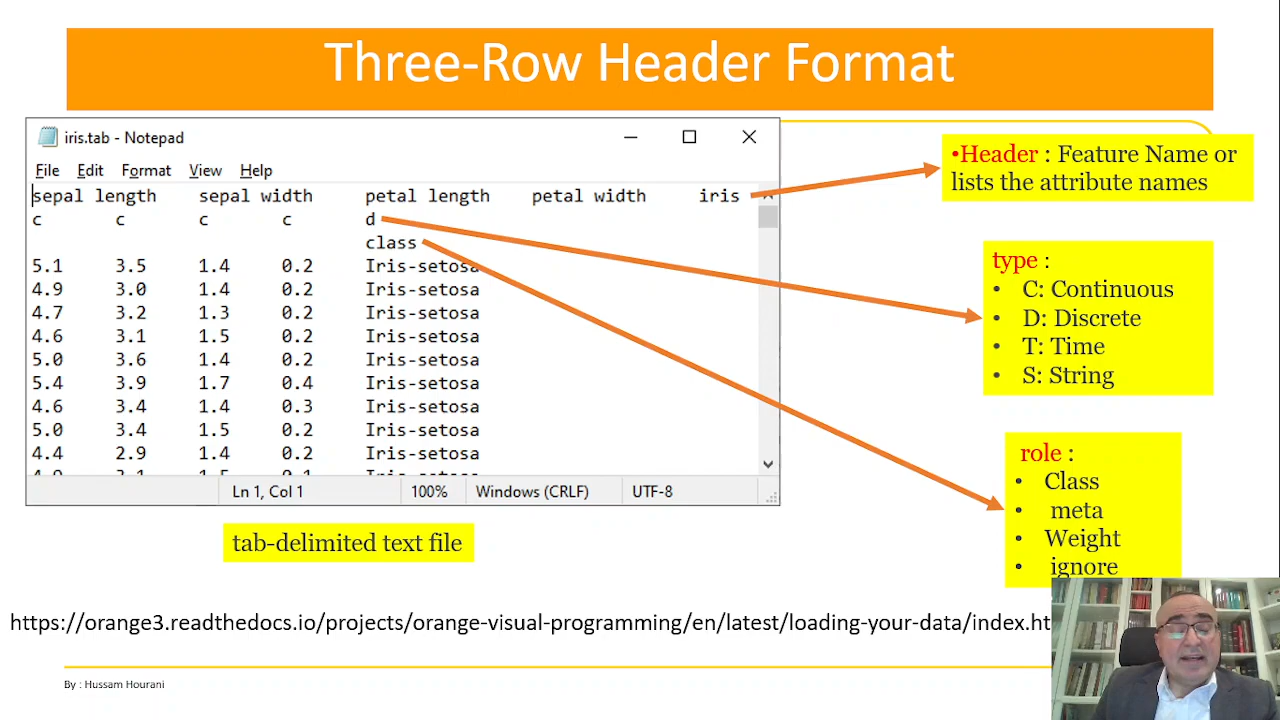 Three-Row Header Format
iris.tab - Notepad
File Edit Format View Help
sepal length sepal width petal length petal width iris
c c c c d
class
5.1 3.5 1.4 0.2 Iris-setosa
4.9 3.0 1.4 0.2 Iris-setosa
4.7 3.2 1.3 0.2 Iris-setosa
4.6 3.1 1.5 0.2 Iris-setosa
5.0 3.6 1.4 0.2 Iris-setosa
5.4 3.9 1.7 0.4 Iris-setosa
4.6 3.4 1.4 0.3 Iris-setosa
5.0 3.4 1.5 0.2 Iris-setosa
4.4 2.9 1.4 0.2 Iris-setosa
Ln 1, Col 1 100% Windows (CRLF) UTF-8
tab-delimited text file
•Header : Feature Name or
lists the attribute names
type :
• C: Continuous
• D: Discrete
• T: Time
• S: String
role :
• Class
• meta
• Weight
• ignore
https://orange3.readthedocs.io/projects/orange-visual-programming/en/latest/loading-your-data/index.ht
By : Hussam Hourani